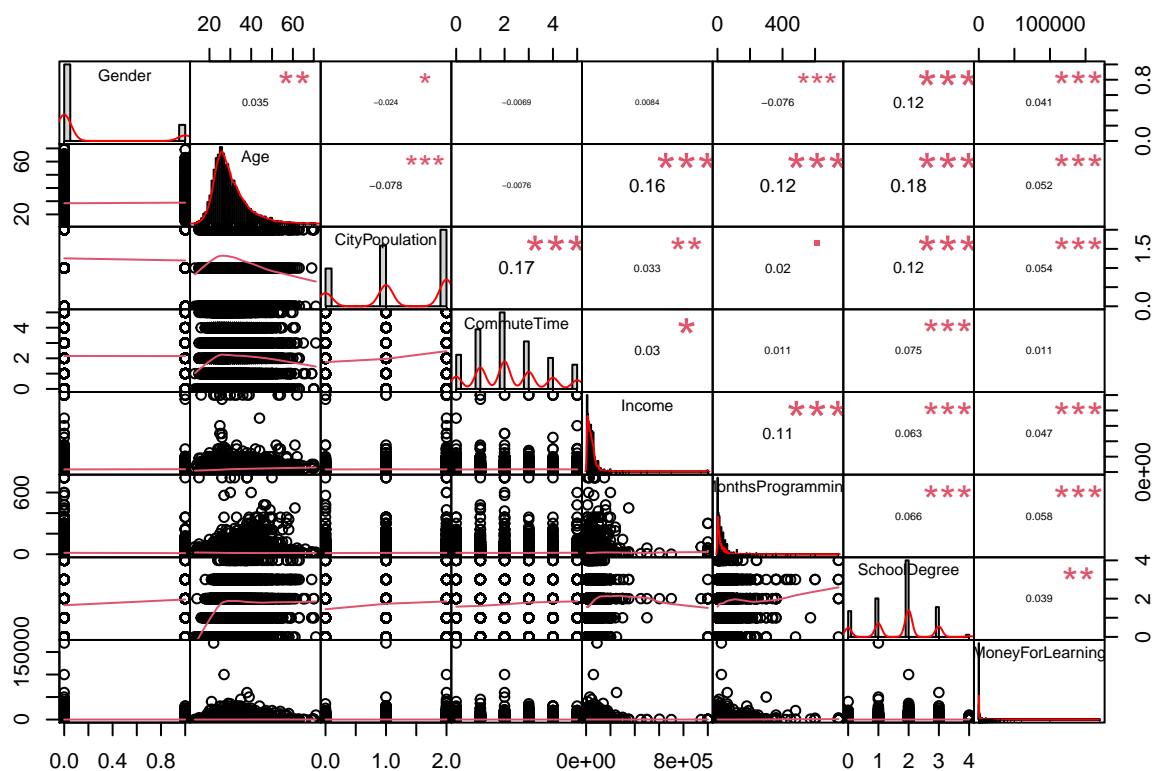 20 40 60 0 2 4 0 400 0 100000
Gender ** * *** *** ***
0.035 −0.024 −0.0069 0.0084 −0.076 0.12 0.041
0.0 0.8
Age *** *** *** *** ***
−0.078 −0.0076 0.16 0.12 0.18 0.052
20 60
CityPopulation *** ** *** ***
0.17 0.033 0.02 0.12 0.054
0.0 1.5
CommuteTime * ***
0.03 0.011 0.075 0.011
0 2 4
Income *** *** ***
0.11 0.063 0.047
0e+00
onthsProgrammin *** ***
0.066 0.058
0 600
SchoolDegree **
0.039
0 2 4
MoneyForLearning
0 150000
0.0 0.4 0.8 0.0 1.0 2.0 0e+00 8e+05 0 1 2 3 4